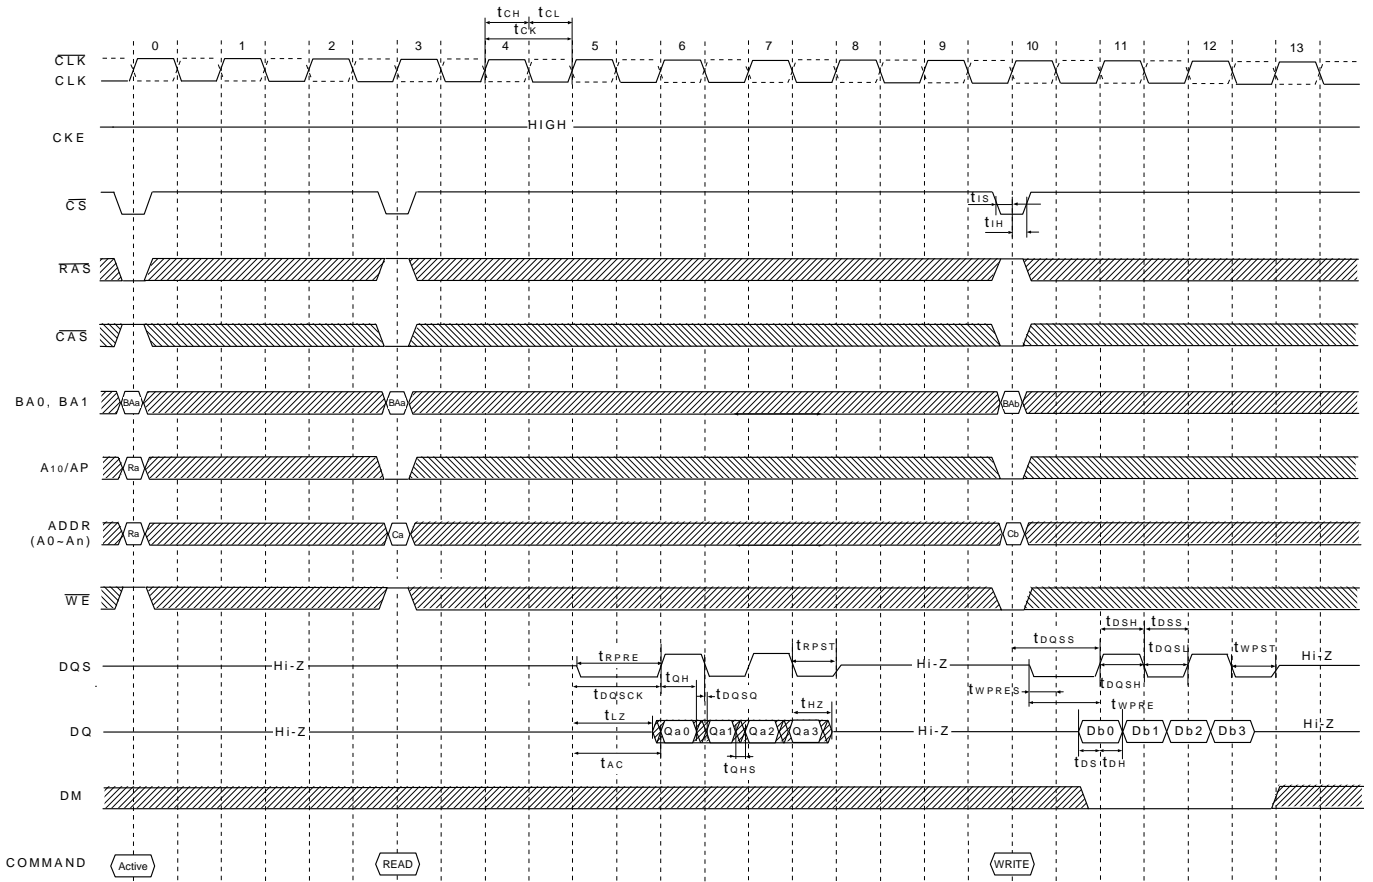 tCH tCL
tCK
0 1 2 3 4 5 6 7 8 9 10 11 12 13
CLK
CLK
HIGH
CKE
CS
tIS
tIH
RAS
CAS
BA0, BA1 BAa BAa BAb
A10/AP Ra
ADDR
(A0~An) Ra Ca Cb
WE
tDSH tDSS
tDQSS
tRPRE tRPST tDQSL tWPST
DQS Hi-Z Hi-Z Hi-Z
tQH
tDQSCK tDQSQ tWPRES tDQSH
tWPRE
tLZ tHZ
DQ Hi-Z Qa0 Qa1 Qa2 Qa3 Hi-Z Db0 Db1 Db2 Db3 Hi-Z
tAC tQHS tDS tDH
DM
COMMAND Active READ WRITE